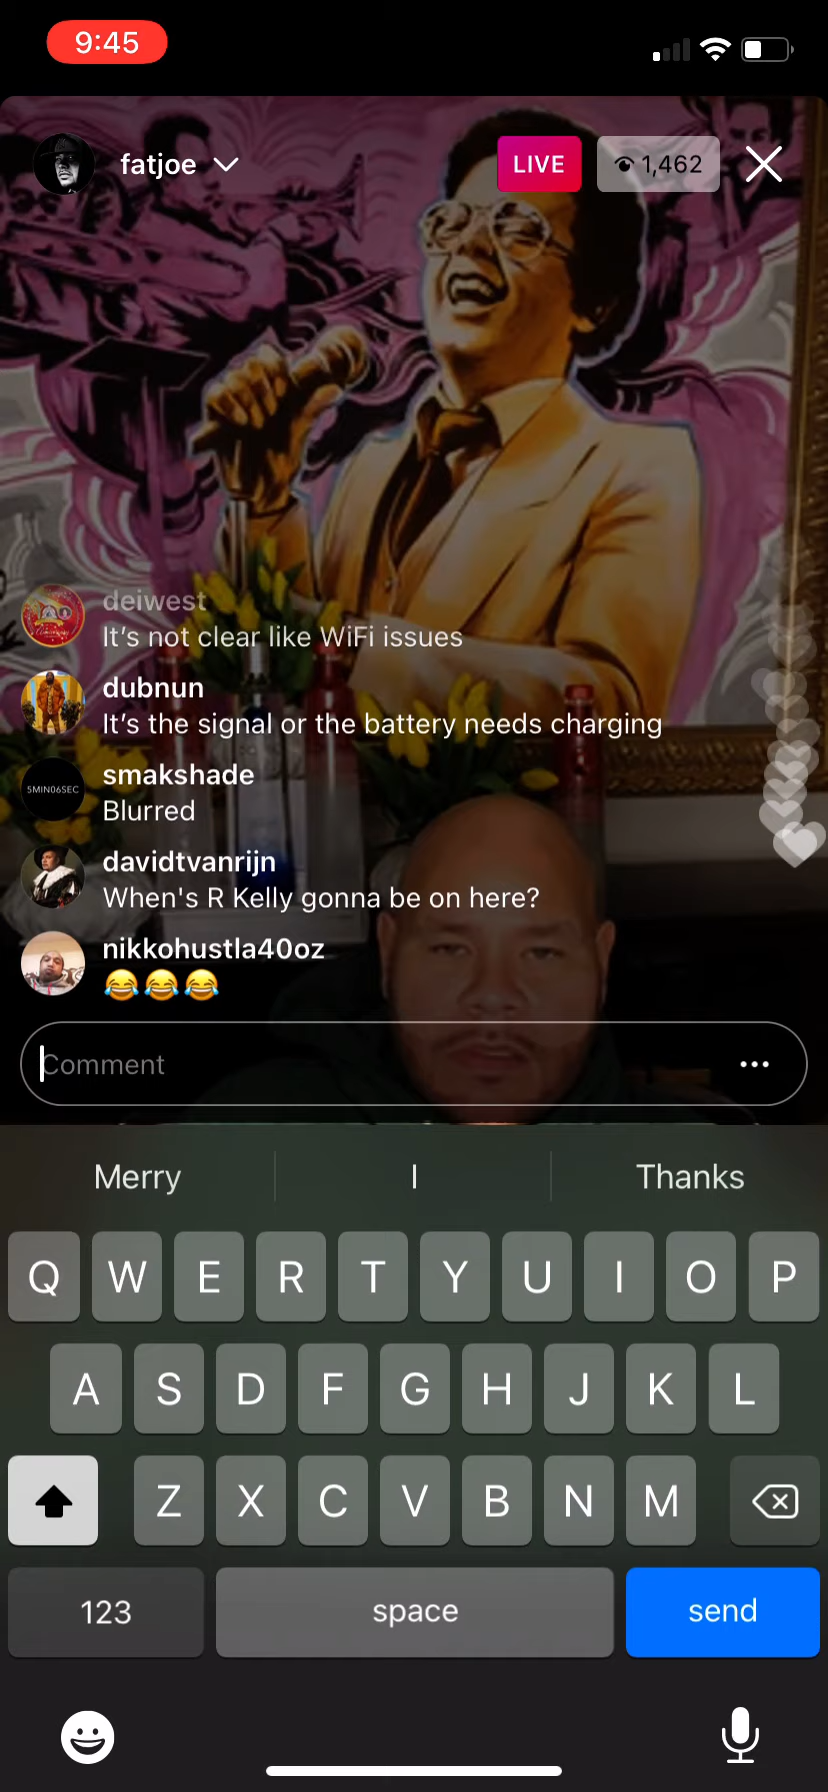 9:45
fatjoe
LIVE
1,462
deiwest
It’s not clear like WiFi issues
dubnun
It’s the signal or the battery needs charging
5MIN06SEC
smakshade
Blurred
davidtvanrijn
When's R Kelly gonna be on here?
nikkohustla40oz
😂😂😂
Comment
Merry
I
Thanks
Q W E R T Y U I O P
A S D F G H J K L
Z X C V B N M
123
space
send